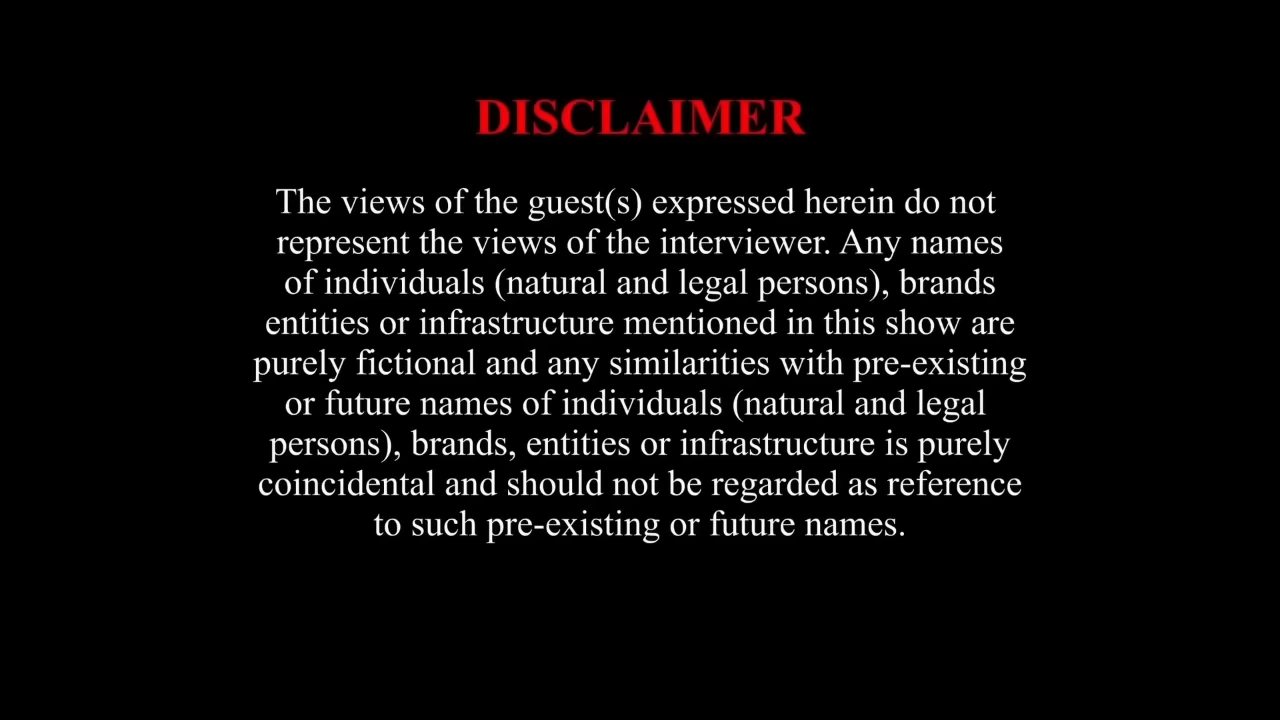 DISCLAIMER
The views of the guest(s) expressed herein do not
represent the views of the interviewer. Any names
of individuals (natural and legal persons), brands
entities or infrastructure mentioned in this show are
purely fictional and any similarities with pre-existing
or future names of individuals (natural and legal
persons), brands, entities or infrastructure is purely
coincidental and should not be regarded as reference
to such pre-existing or future names.